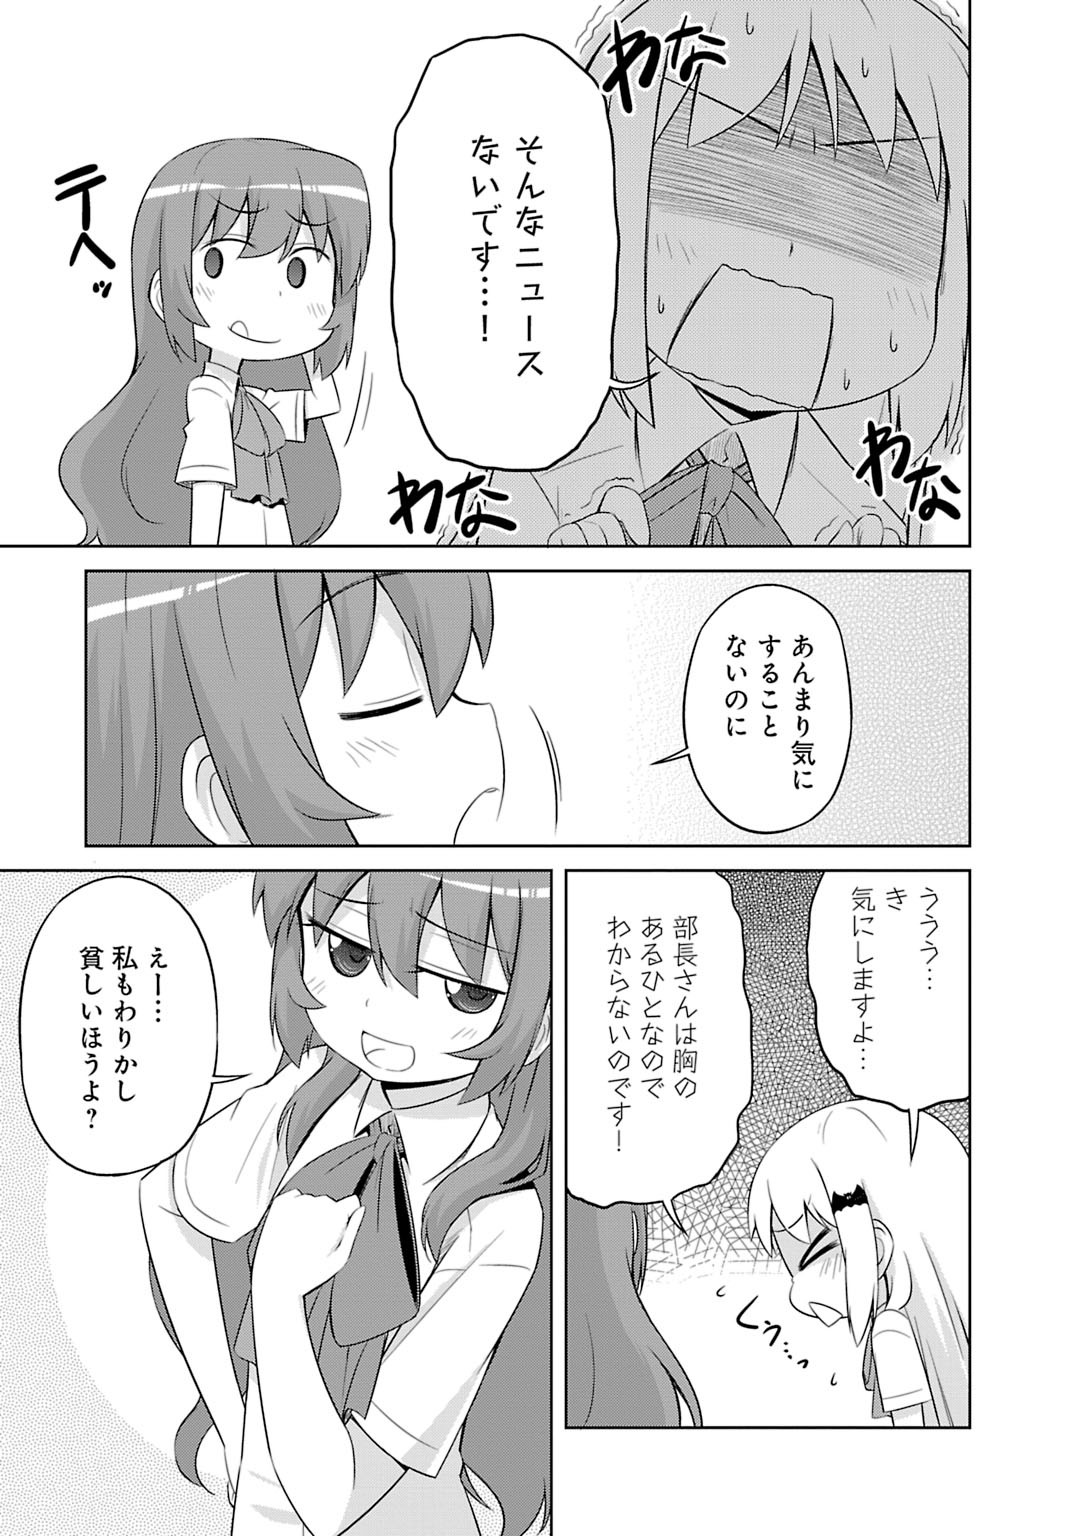 わな
そんなニュース
ないです…!
わな
わな
テヘッ
あんまり気に
すること
ないのに
ううう…
き
気にしますよ…
部長さんは胸の
あるひとなので
わからないのです!
くぅ…
えー…
私もわりかし
貧しいほうよ?